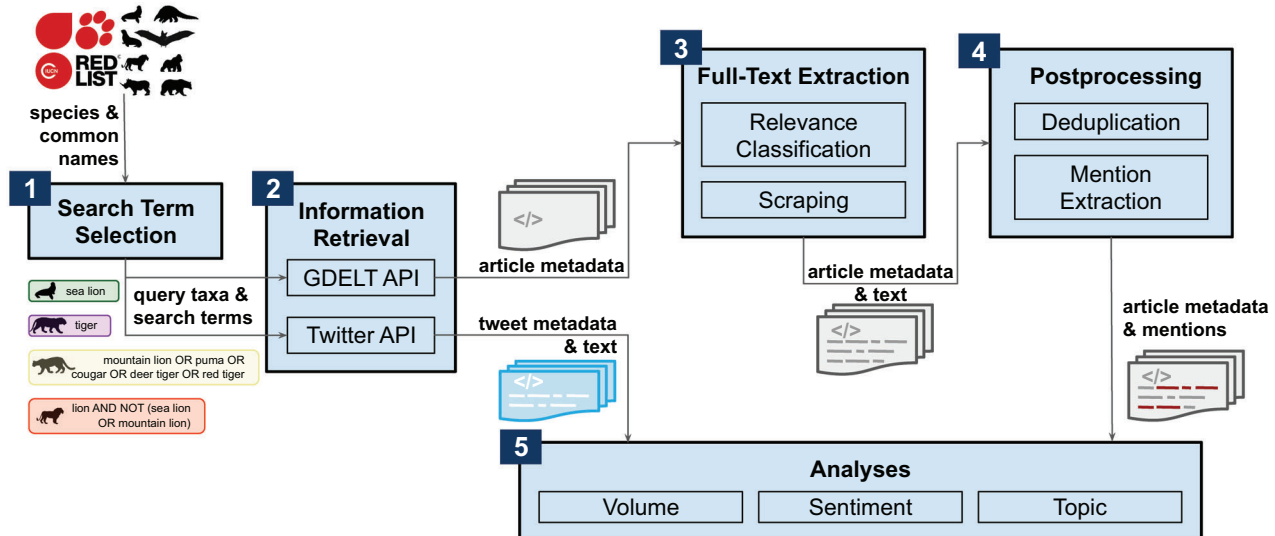 IUCN
RED
LIST
species &
common
names
1
Search Term
Selection
sea lion
tiger
mountain lion OR puma OR
cougar OR deer tiger OR red tiger
lion AND NOT (sea lion
OR mountain lion)
query taxa &
search terms
2
Information
Retrieval
GDELT API
Twitter API
</>
article metadata
tweet metadata
& text
</>
3
Full-Text Extraction
Relevance
Classification
Scraping
article metadata
& text
</>
4
Postprocessing
Deduplication
Mention
Extraction
article metadata
& mentions
</>
5
Analyses
Volume
Sentiment
Topic